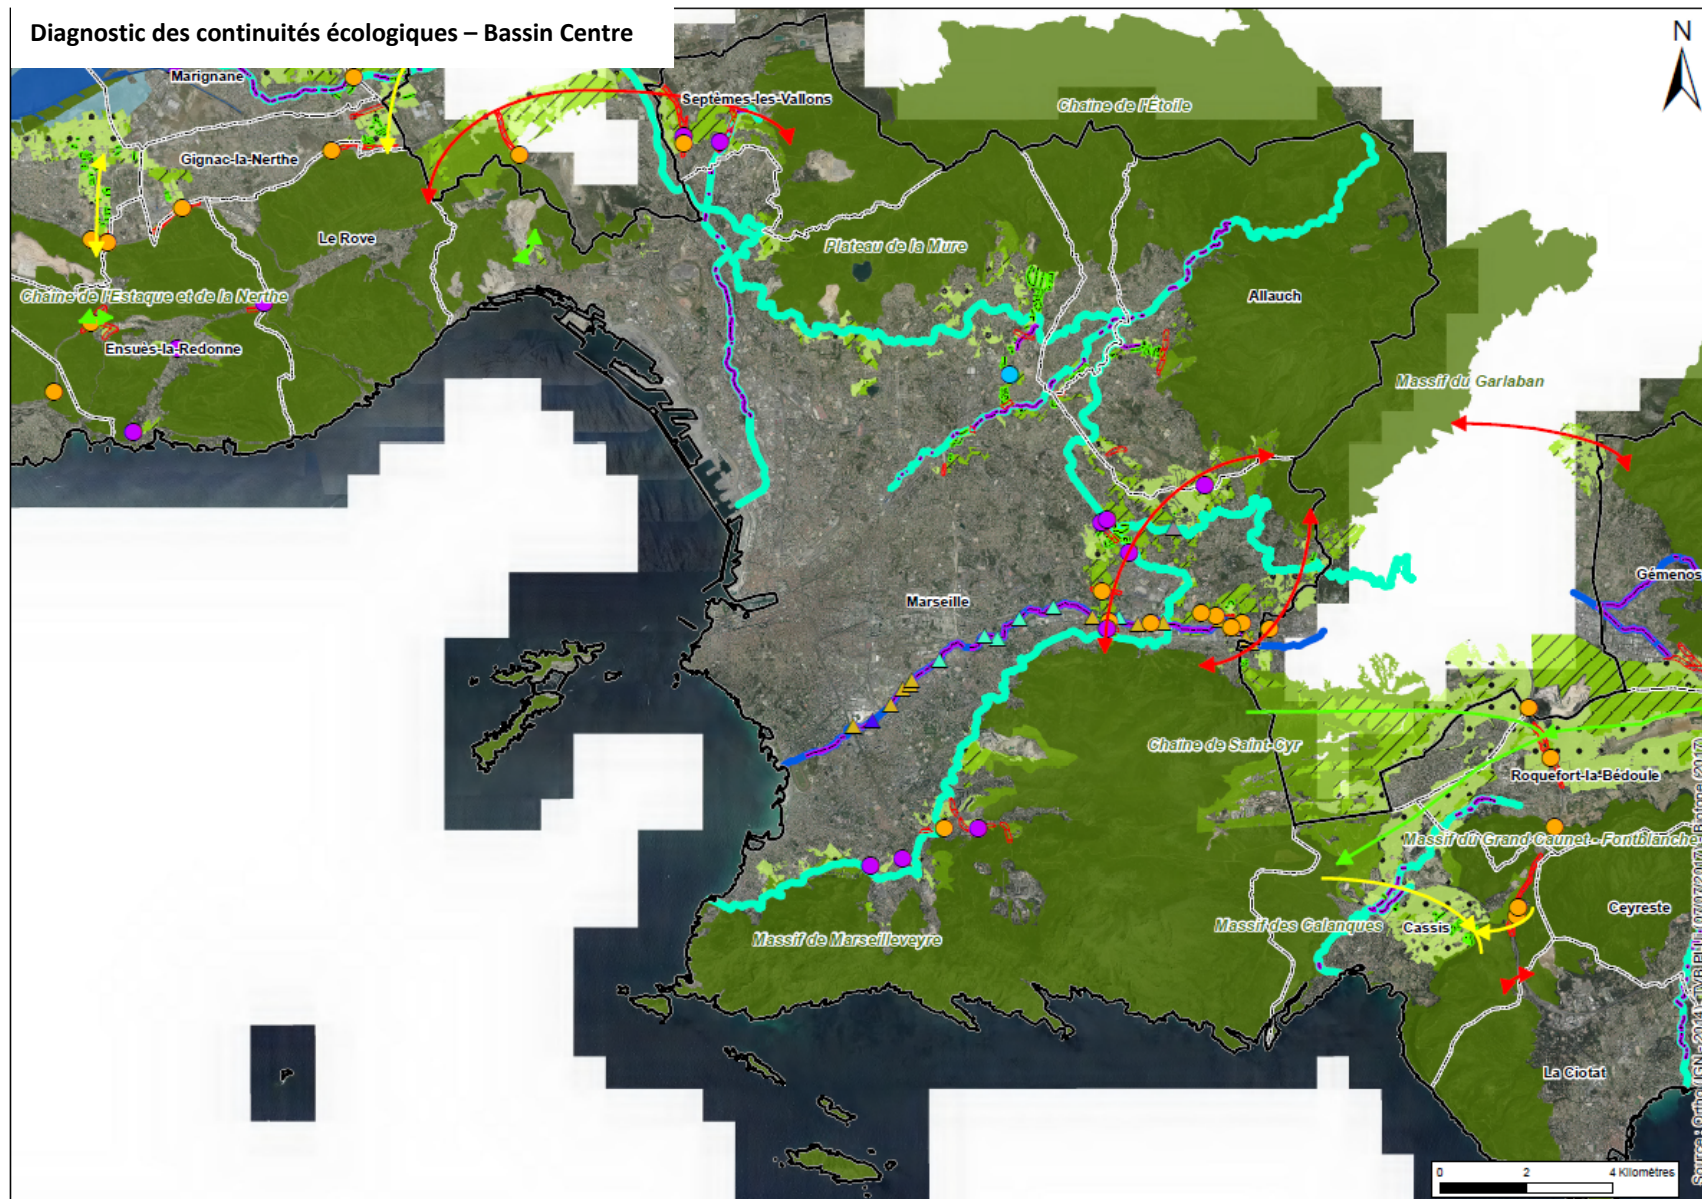 Diagnostic des continuités écologiques – Bassin Centre
N
Marignane
Septèmes-les-Vallons
Chaîne de l'Étoile
Gignac-la-Nerthe
Le Rove
Plateau de la Mure
Chaîne de l'Estaque et de la Nerthe
Allauch
Ensuès-la-Redonne
Massif du Garlaban
Gémenos
Marseille
Chaîne de Saint-Cyr
Roquefort-la-Bédoule
Massif du Grand Caunet - Fontblanche
Ceyreste
Massif des Calanques
Cassis
Massif de Marseilleveyre
La Ciotat
0 2 4 Kilomètres